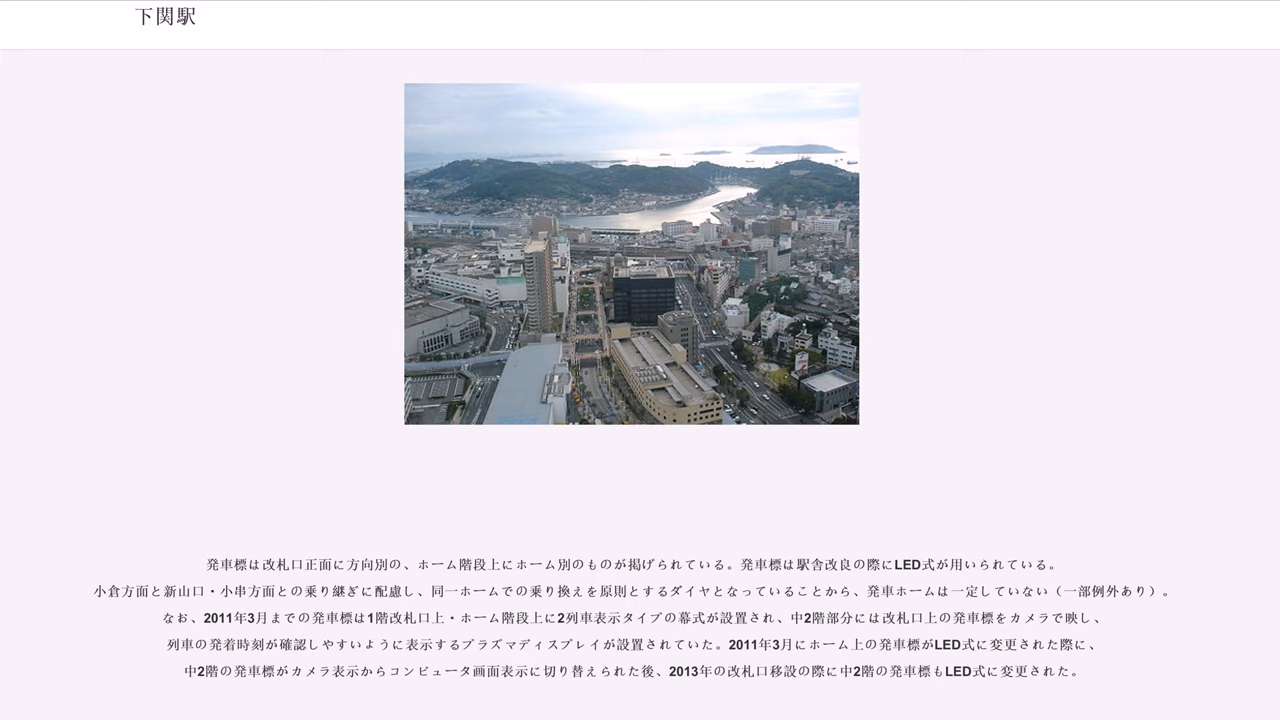 下関駅
発車標は改札口正面に方向別の、ホーム階段上にホーム別のものが掲げられている。発車標は駅舎改良の際にLED式が用いられている。
小倉方面と新山口・小串方面との乗り継ぎに配慮し、同一ホームでの乗り換えを原則とするダイヤとなっていることから、発車ホームは一定していない（一部例外あり）。
なお、2011年3月までの発車標は1階改札口上・ホーム階段上に2列車表示タイプの幕式が設置され、中2階部分には改札口上の発車標をカメラで映し、
列車の発着時刻が確認しやすいように表示するプラズマディスプレイが設置されていた。2011年3月にホーム上の発車標がLED式に変更された際に、
中2階の発車標がカメラ表示からコンピュータ画面表示に切り替えられた後、2013年の改札口移設の際に中2階の発車標もLED式に変更された。